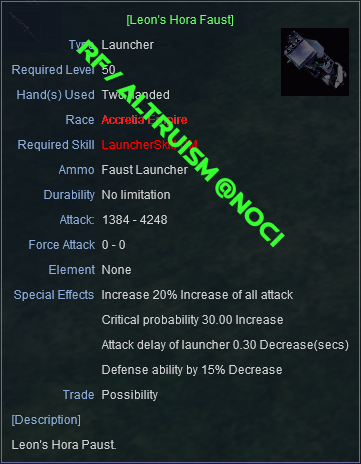 [Leon's Hora Faust]
Type Launcher
Required Level 50
Hand(s) Used Two handed
Race Accretia Empire
Required Skill
Ammo Faust Launcher
Durability No limitation
Attack: 1384 - 4248
Force Attack 0 - 0
Element None
Special Effects Increase 20% Increase of all attack
Critical probability 30.00 Increase
Attack delay of launcher 0.30 Decrease(secs)
Defense ability by 15% Decrease
Trade Possibility
[Description]
Leon's Hora Paust.
RF/ ALTRUISM @NOCI